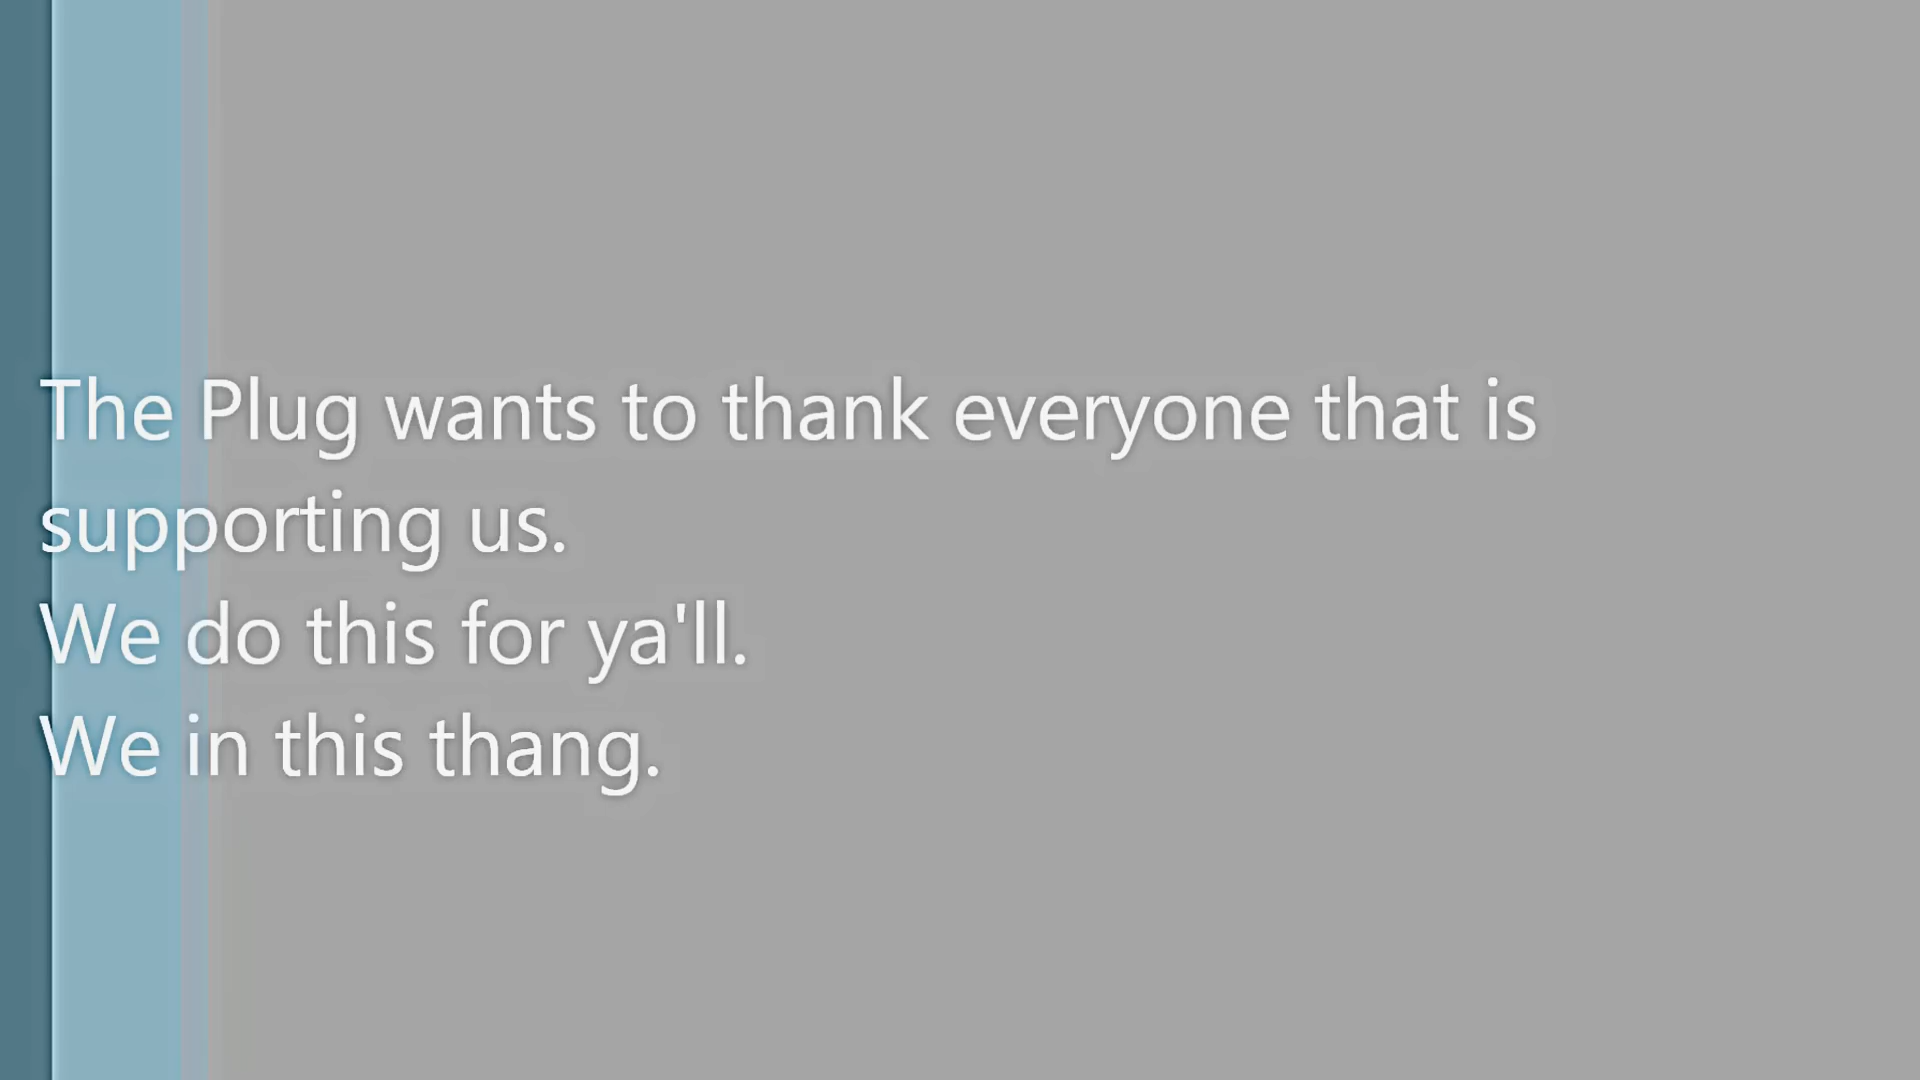 The Plug wants to thank everyone that is
supporting us.
We do this for ya'll.
We in this thang.